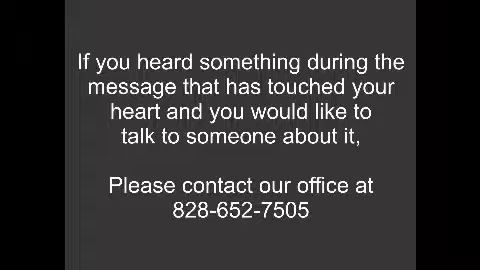 If you heard something during the
message that has touched your
heart and you would like to
talk to someone about it,
Please contact our office at
828-652-7505